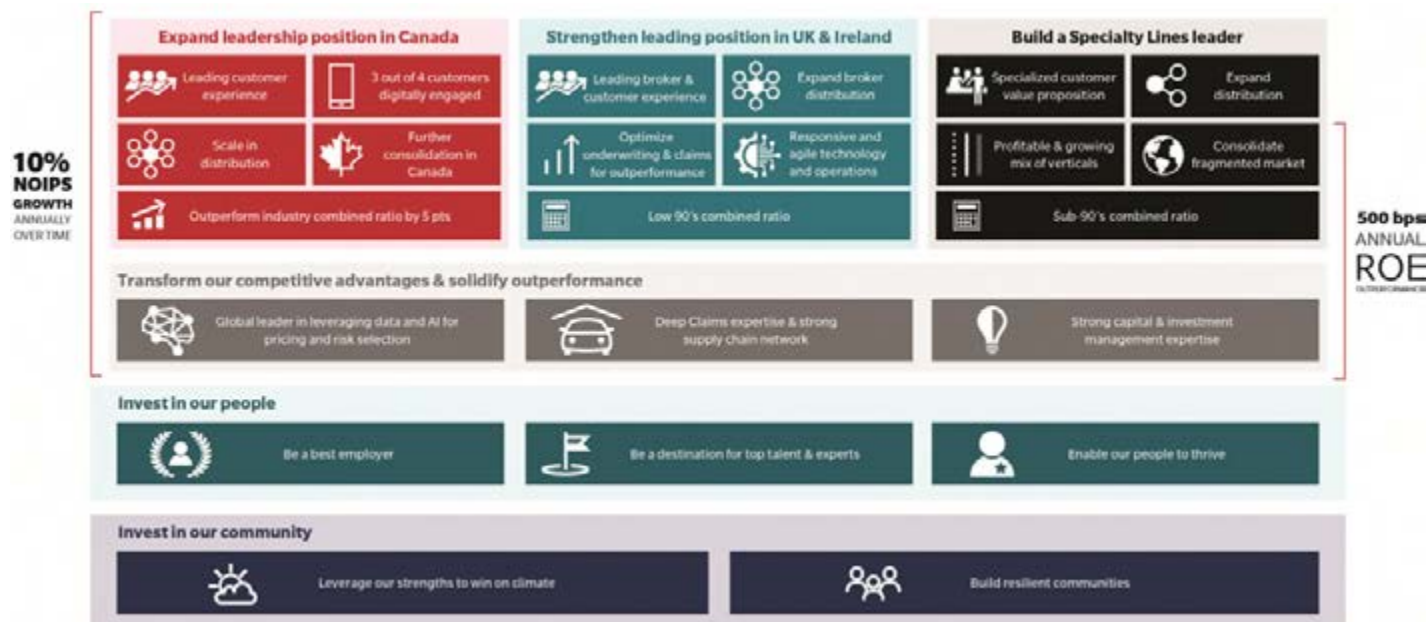 10%
NOIPS
GROWTH
ANNUALLY
OVER TIME
Expand leadership position in Canada
Leading customer
experience
3 out of 4 customers
digitally engaged
Scale in
distribution
Further
consolidation in
Canada
Outperform industry combined ratio by 5 pts
Strengthen leading position in UK & Ireland
Leading broker &
customer experience
Expand broker
distribution
Optimize
underwriting & claims
for outperformance
Responsive and
agile technology
and operations
Low 90's combined ratio
Build a Specialty Lines leader
Specialized customer
value proposition
Expand
distribution
Profitable & growing
mix of verticals
Consolidate
fragmented market
Sub-90's combined ratio
500 bps
ANNUAL
ROE
OUTPERFORMANCE
Transform our competitive advantages & solidify outperformance
Global leader in leveraging data and AI for
pricing and risk selection
Deep Claims expertise & strong
supply chain network
Strong capital & investment
management expertise
Invest in our people
Be a best employer
Be a destination for top talent & experts
Enable our people to thrive
Invest in our community
Leverage our strengths to win on climate
Build resilient communities